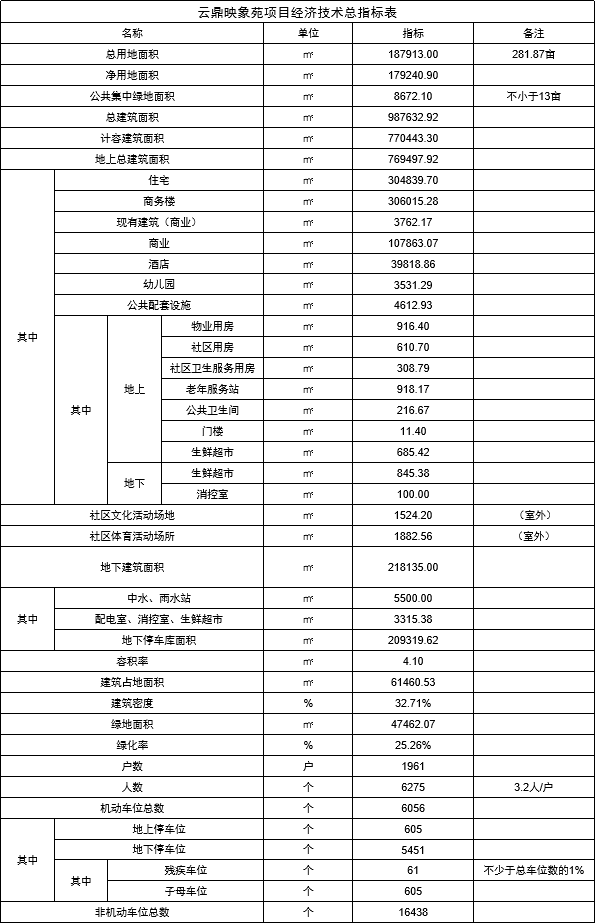 云鼎映象苑项目经济技术总指标表
名称 单位 指标 备注
总用地面积 ㎡ 187913.00 281.87亩
净用地面积 ㎡ 179240.90
公共集中绿地面积 ㎡ 8672.10 不小于13亩
总建筑面积 ㎡ 987632.92
计容建筑面积 ㎡ 770443.30
地上总建筑面积 ㎡ 769497.92
其中
住宅 ㎡ 304839.70
商务楼 ㎡ 306015.28
现有建筑（商业） ㎡ 3762.17
商业 ㎡ 107863.07
酒店 ㎡ 39818.86
幼儿园 ㎡ 3531.29
公共配套设施 ㎡ 4612.93
其中
地上
物业用房 ㎡ 916.40
社区用房 ㎡ 610.70
社区卫生服务用房 ㎡ 308.79
老年服务站 ㎡ 918.17
公共卫生间 ㎡ 216.67
门楼 ㎡ 11.40
生鲜超市 ㎡ 685.42
地下
生鲜超市 ㎡ 845.38
消控室 ㎡ 100.00
社区文化活动场地 ㎡ 1524.20 （室外）
社区体育活动场所 ㎡ 1882.56 （室外）
地下建筑面积 ㎡ 218135.00
其中
中水、雨水站 ㎡ 5500.00
配电室、消控室、生鲜超市 ㎡ 3315.38
地下停车库面积 ㎡ 209319.62
容积率 ㎡ 4.10
建筑占地面积 ㎡ 61460.53
建筑密度 % 32.71%
绿地面积 ㎡ 47462.07
绿化率 % 25.26%
户数 户 1961
人数 个 6275 3.2人/户
机动车位总数 个 6056
其中
地上停车位 个 605
地下停车位 个 5451
其中
残疾车位 个 61 不少于总车位数的1%
子母车位 个 605
非机动车位总数 个 16438